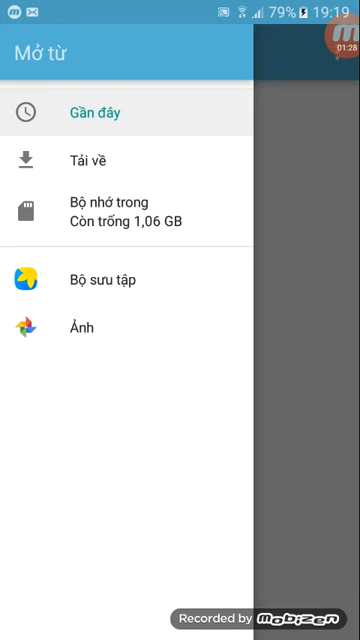 79% 19:19
Mở từ
01:28
Gần đây
Tải về
Bộ nhớ trong
Còn trống 1,06 GB
Bộ sưu tập
Ảnh
Recorded by mobizen